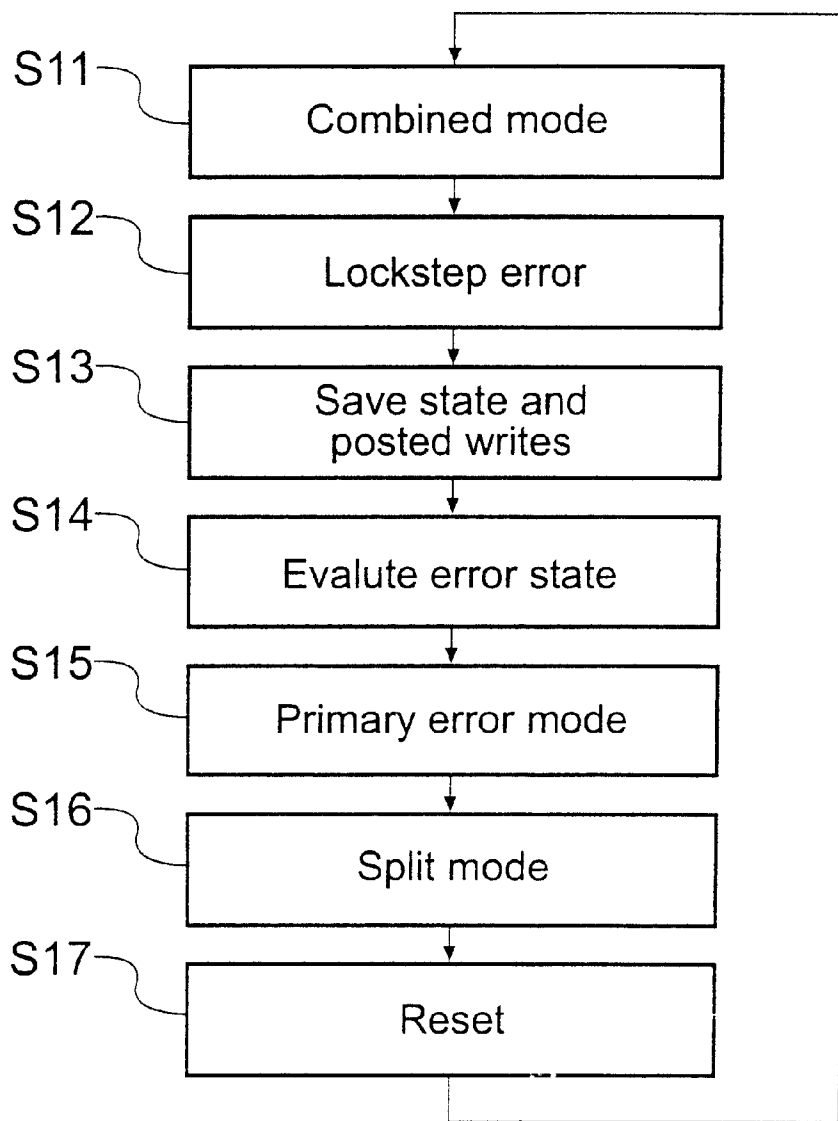 S11
Combined mode
S12
Lockstep error
S13
Save state and
posted writes
S14
Evalute error state
S15
Primary error mode
S16
Split mode
S17
Reset